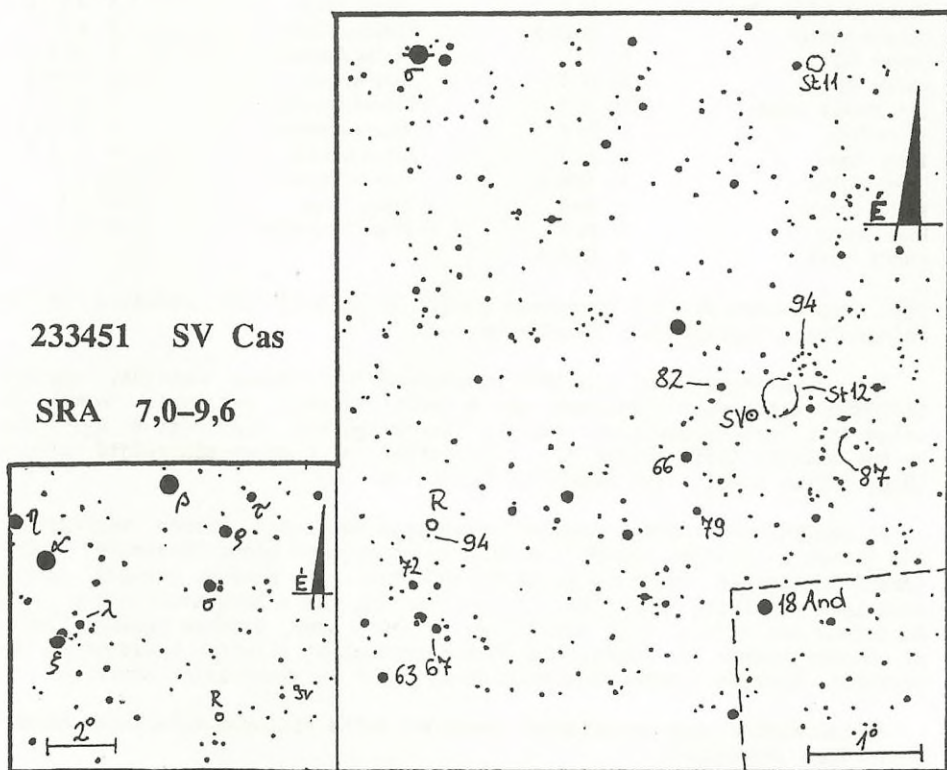 σ
St11
É
233451 SV Cas
SRA 7,0–9,6
94
82
St12
SV
66
87
R
94
79
72
18 And
67
63
1°
β
τ
η
ρ
α
É
σ
λ
ξ
SV
R
2°